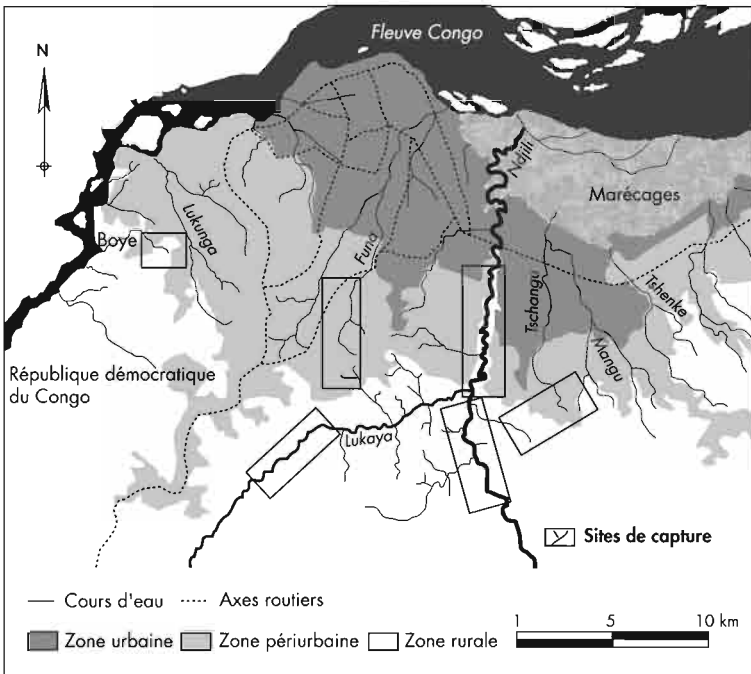 Fleuve Congo
N
Ndjili
Marécages
Lukunga
Boye
Funa
Tschangu
Tshenke
Mangu
République démocratique
du Congo
Lukaya
Sites de capture
Cours d'eau
Axes routiers
1 5 10 km
Zone urbaine
Zone périurbaine
Zone rurale